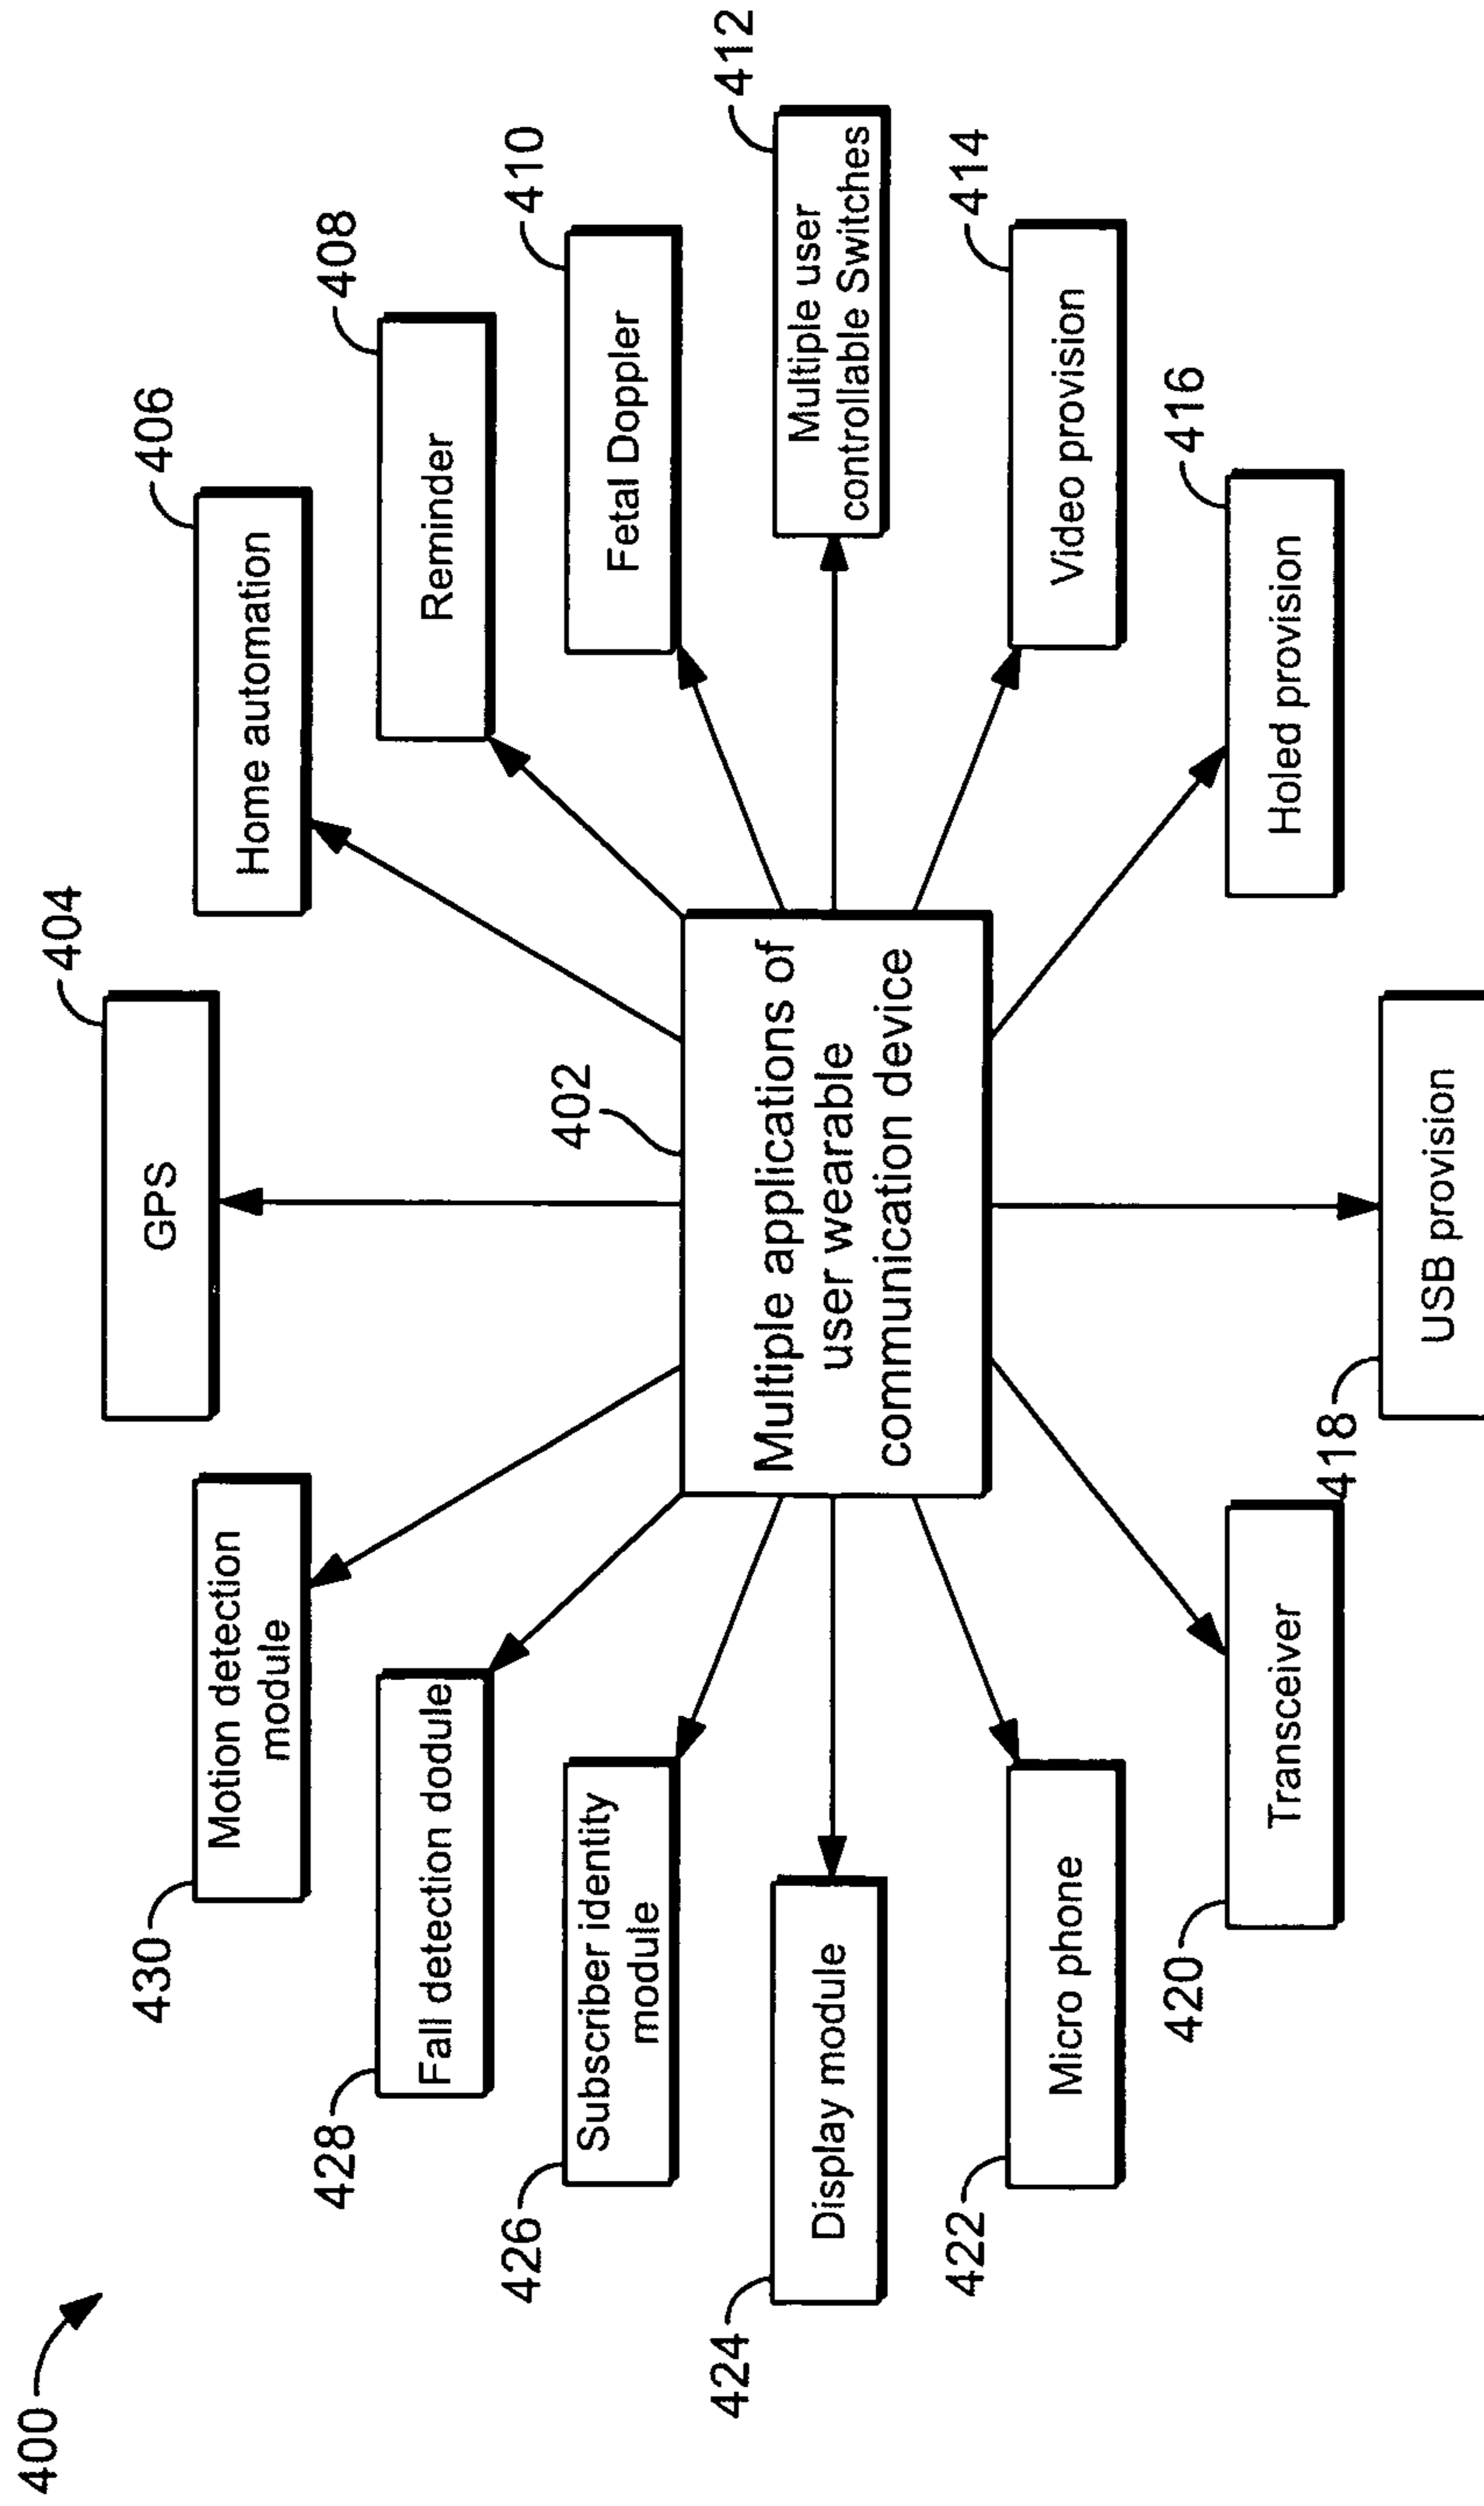 400
404
GPS
430
Motion detection
module
406
Home automation
428
Fall detection dodule
408
Reminder
426
Subscriber identity
module
402
410
Fetal Doppler
424
Display module
Multiple applications of
user wearable
communication device
412
Multiple user
controllable Switches
422
Micro phone
414
Video provision
420
Transceiver
416
Holed provision
418
USB provision